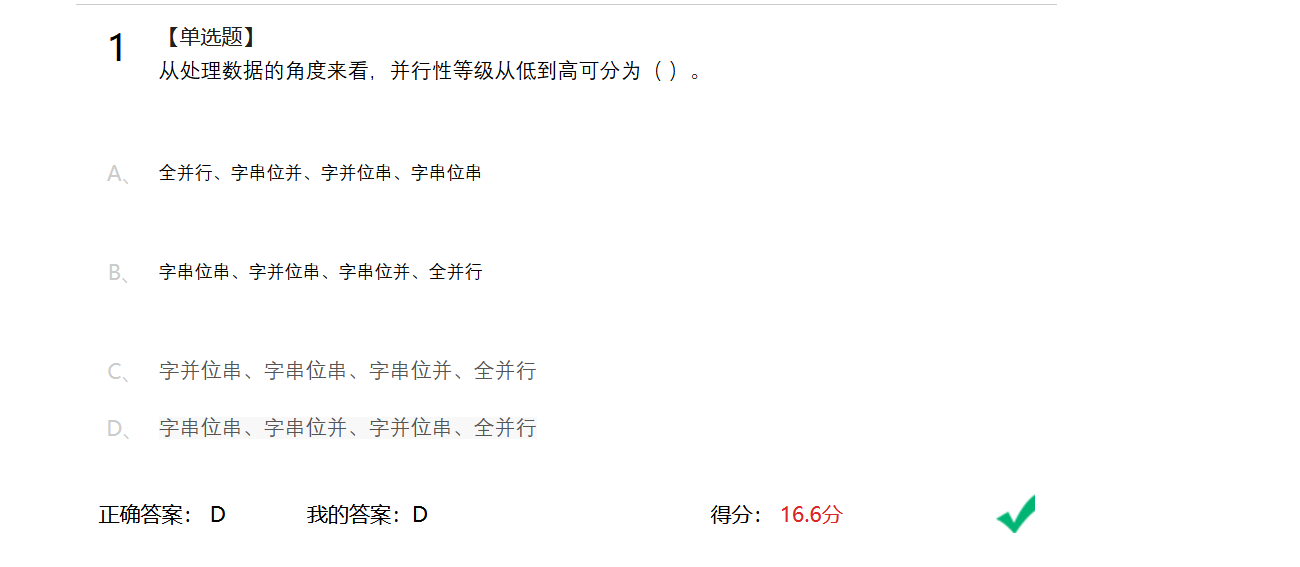 1
【单选题】
从处理数据的角度来看，并行性等级从低到高可分为（ ）。
A、 全并行、字串位并、字并位串、字串位串
B、 字串位串、字并位串、字串位并、全并行
C、 字并位串、字串位串、字串位并、全并行
D、 字串位串、字串位并、字并位串、全并行
正确答案： D 我的答案：D 得分： 16.6分